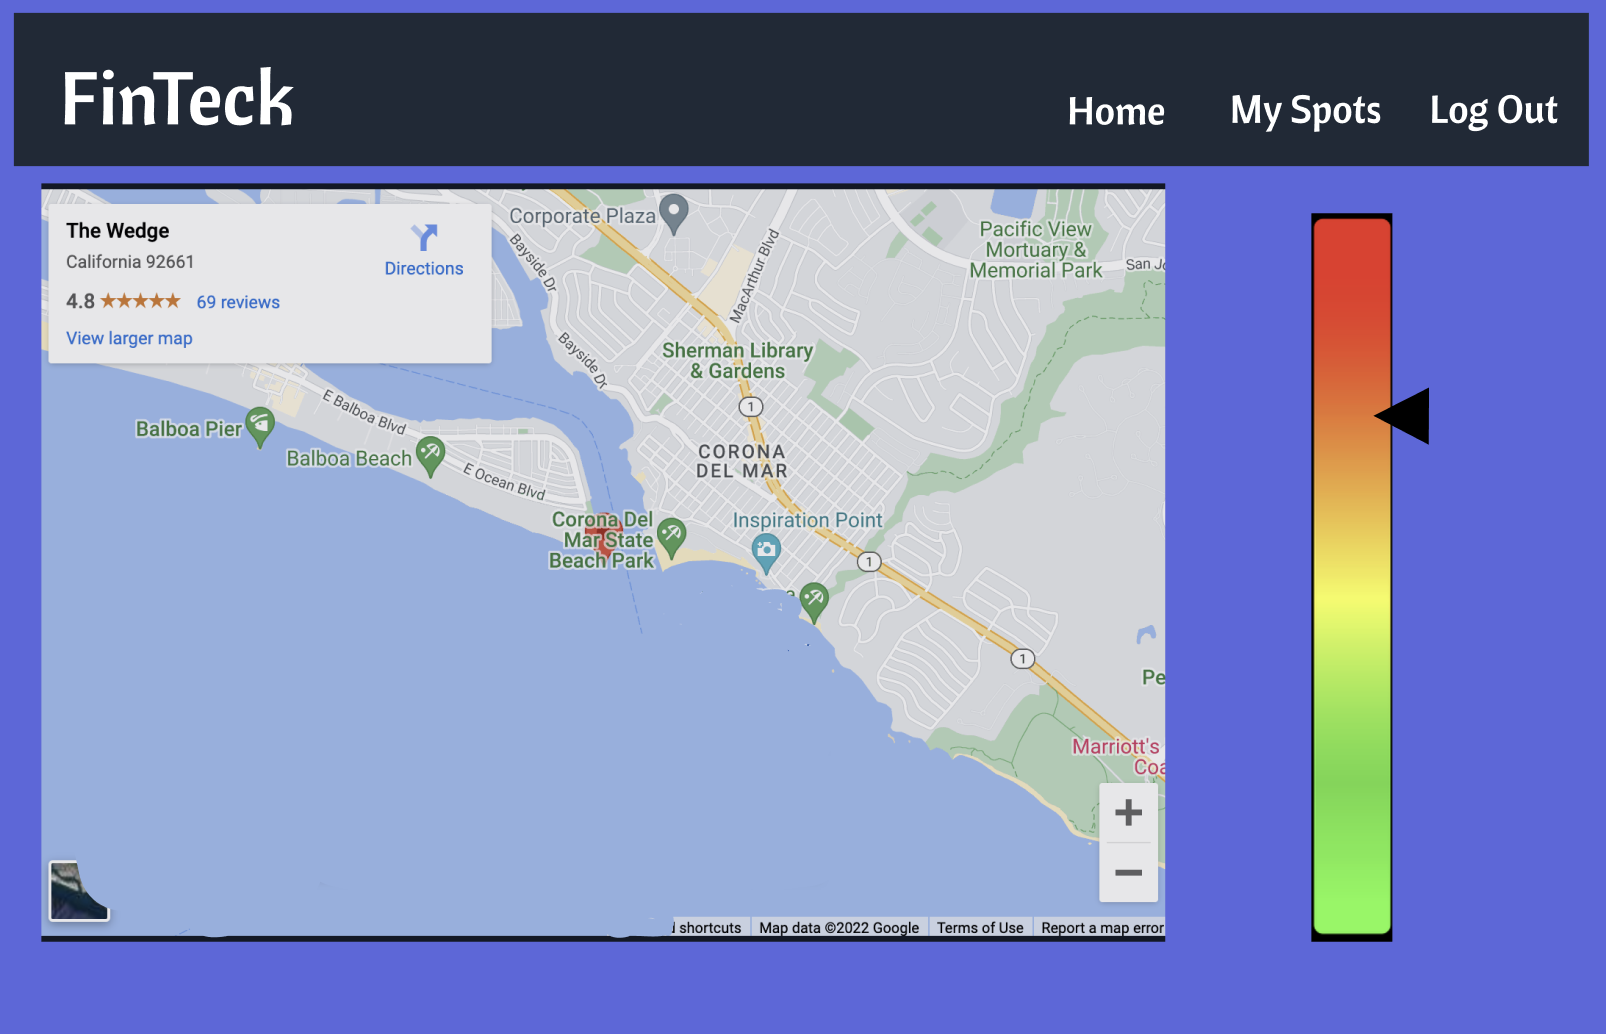 FinTeck
Home
My Spots
Log Out
The Wedge
California 92661
4.8
69 reviews
View larger map
Directions
Corporate Plaza
Bayside Dr
MacArthur Blvd
Pacific View
Mortuary &
Memorial Park
San Jo
Bayside Dr
Sherman Library
& Gardens
1
E Balboa Blvd
Balboa Pier
Balboa Beach
E Ocean Blvd
CORONA
DEL MAR
Corona Del
Mar State
Beach Park
Inspiration Point
1
1
Pe
Marriott's
Coa
+
−
shortcuts
Map data ©2022 Google
Terms of Use
Report a map error